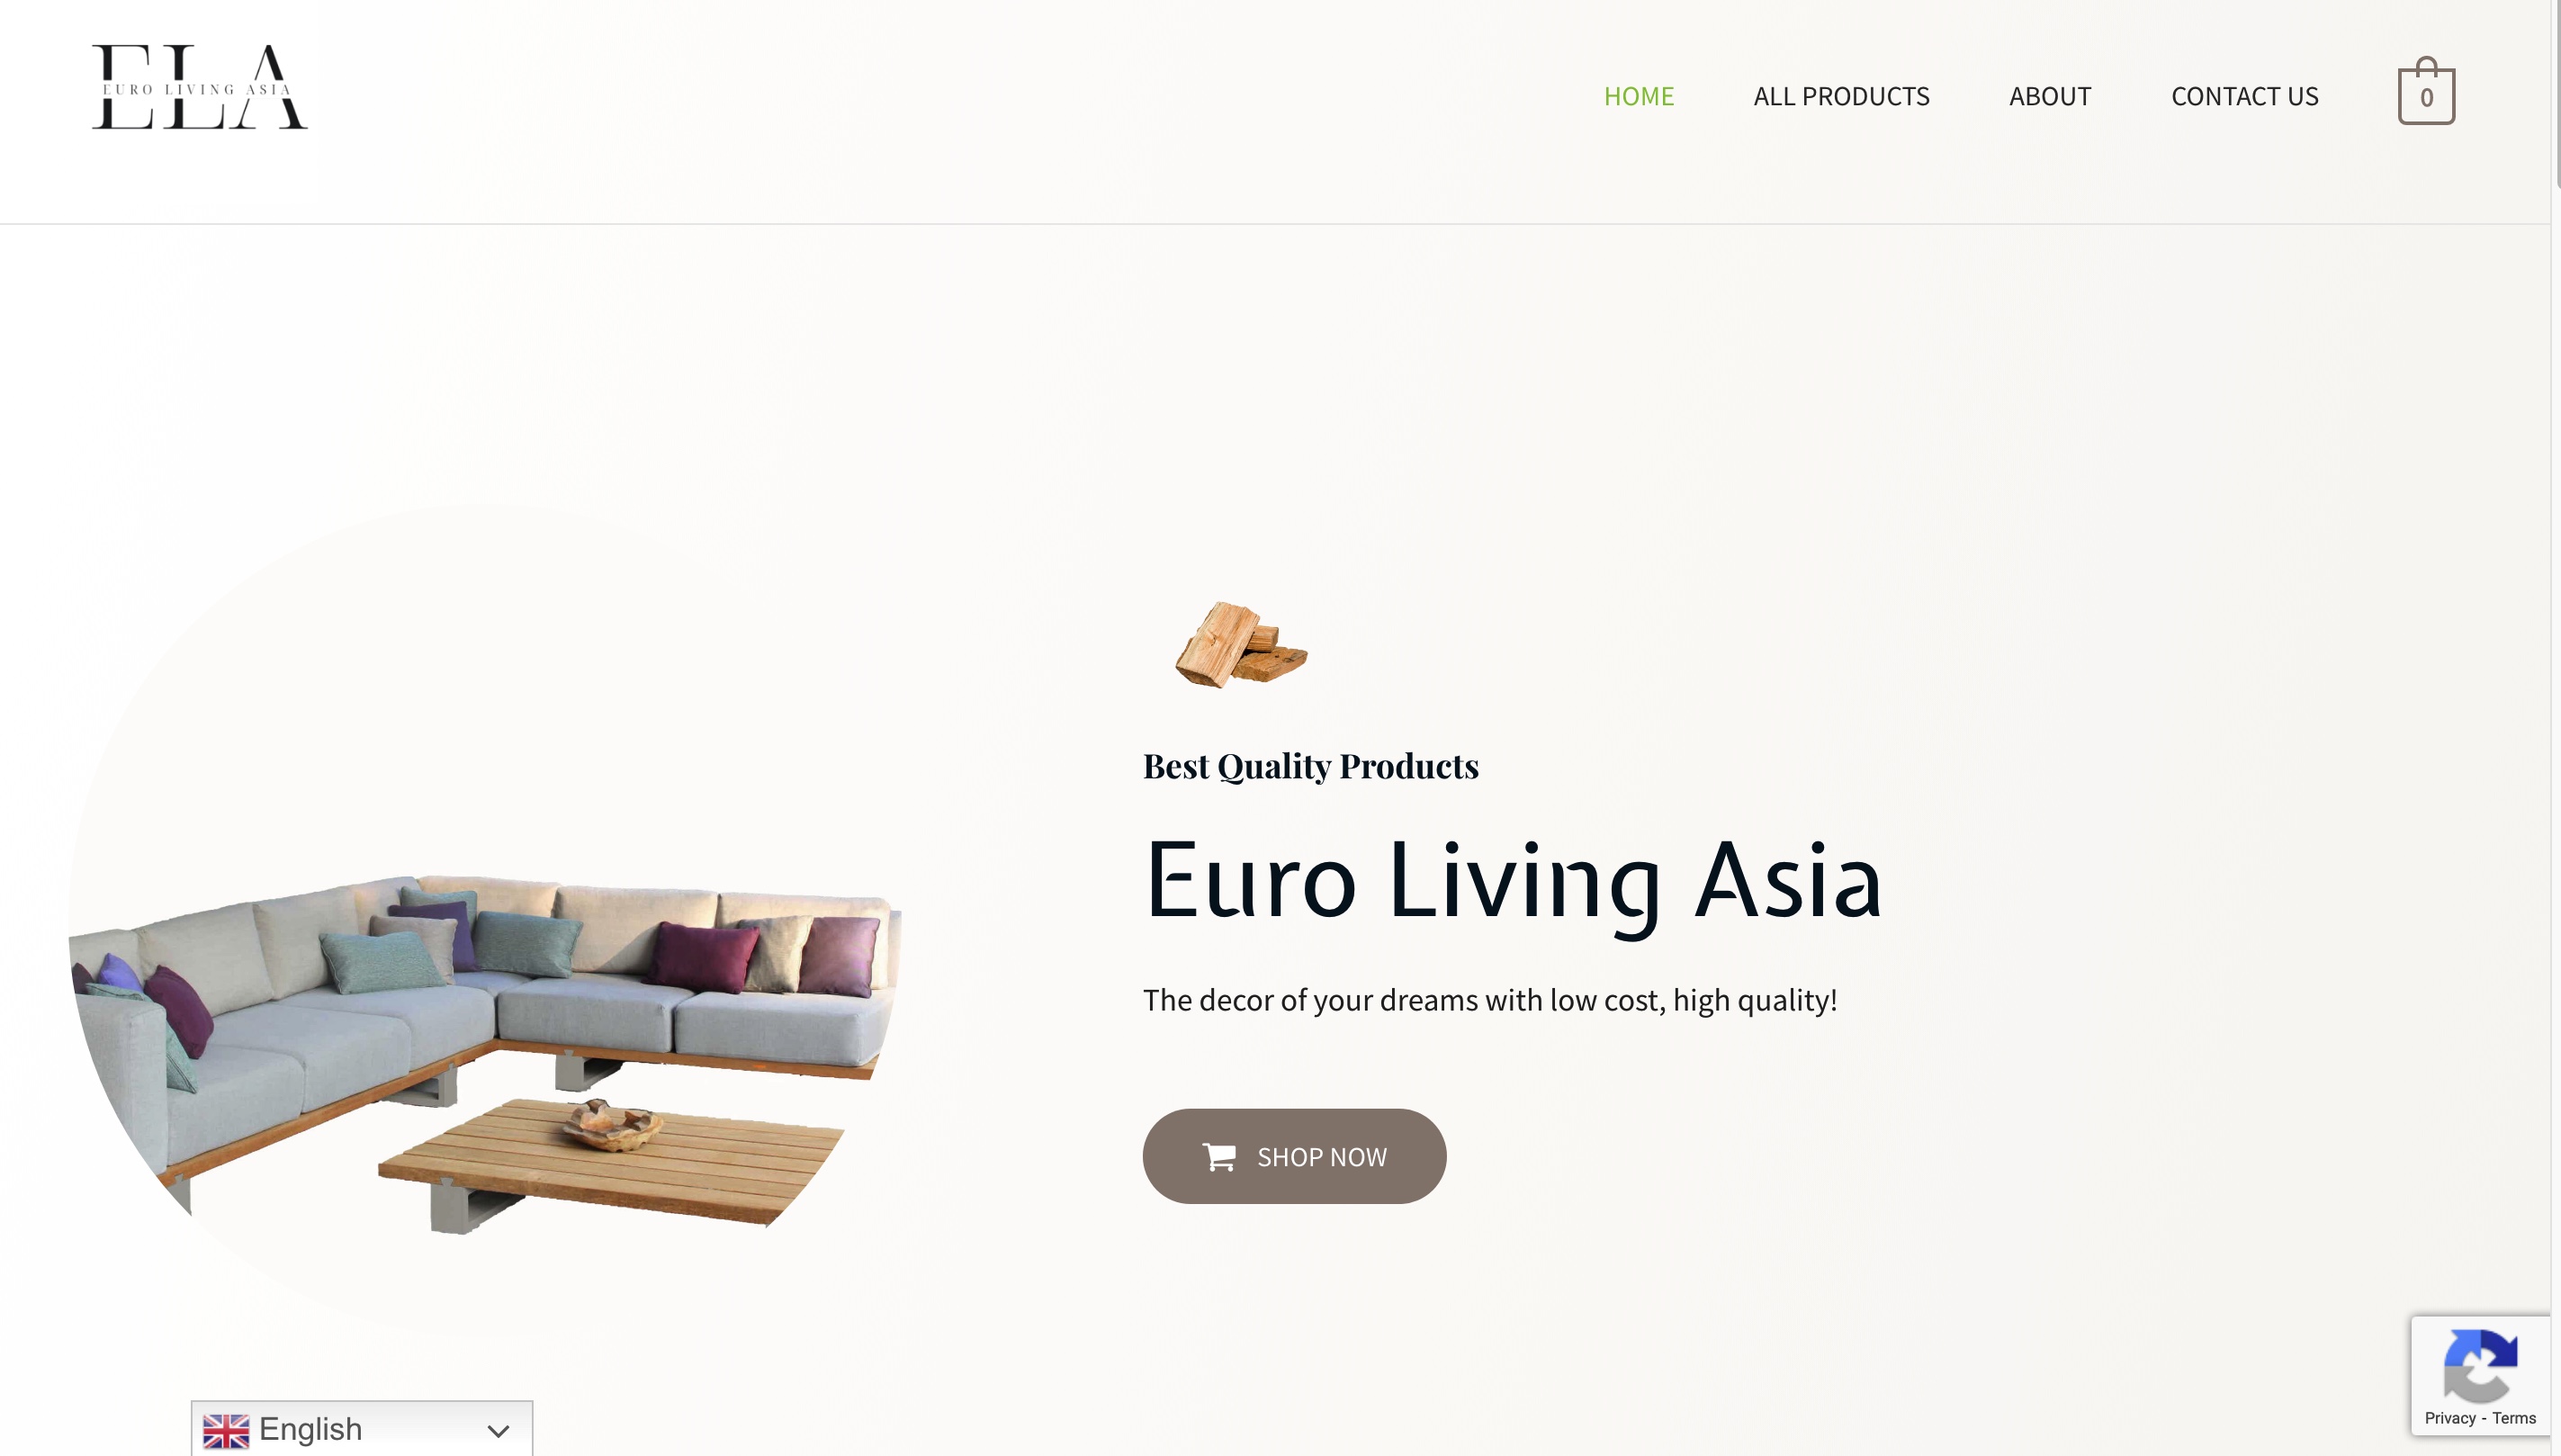 ELA
EURO LIVING ASIA
HOME
ALL PRODUCTS
ABOUT
CONTACT US
0
Best Quality Products
Euro Living Asia
The decor of your dreams with low cost, high quality!
SHOP NOW
English
Privacy - Terms